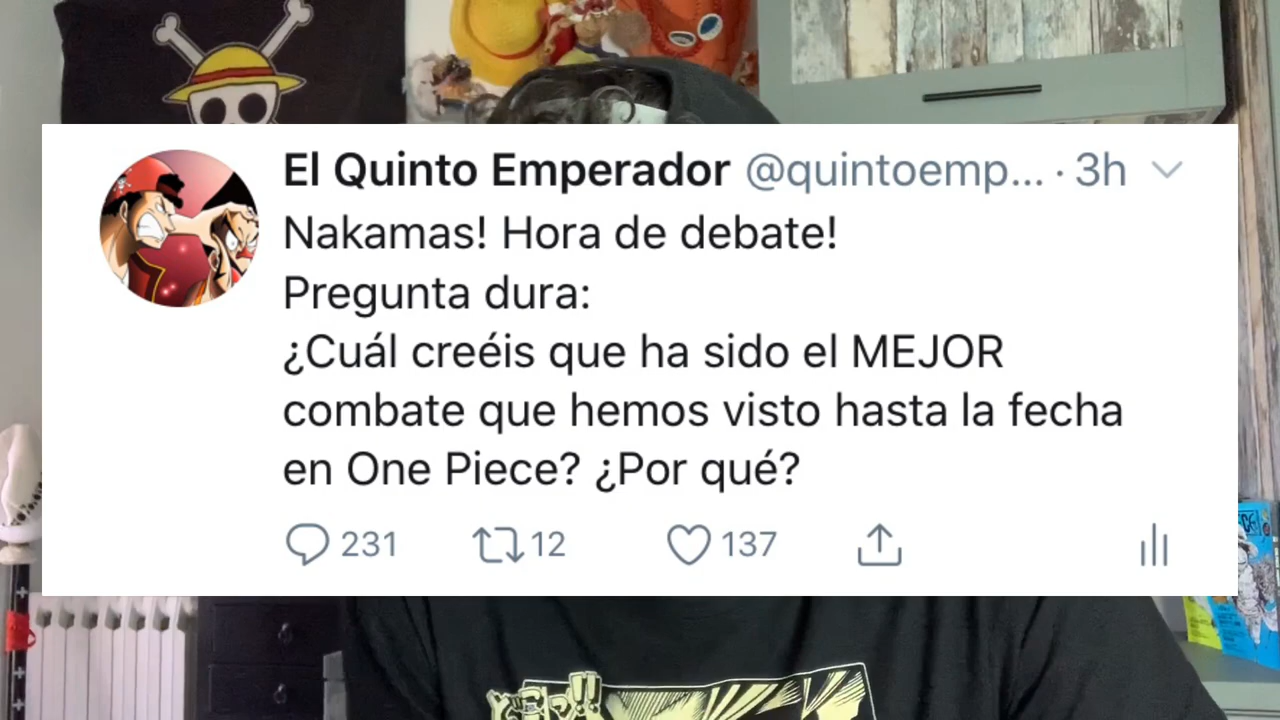 El Quinto Emperador @quintoemp... · 3h
Nakamas! Hora de debate!
Pregunta dura:
¿Cuál creéis que ha sido el MEJOR
combate que hemos visto hasta la fecha
en One Piece? ¿Por qué?
231 12 137